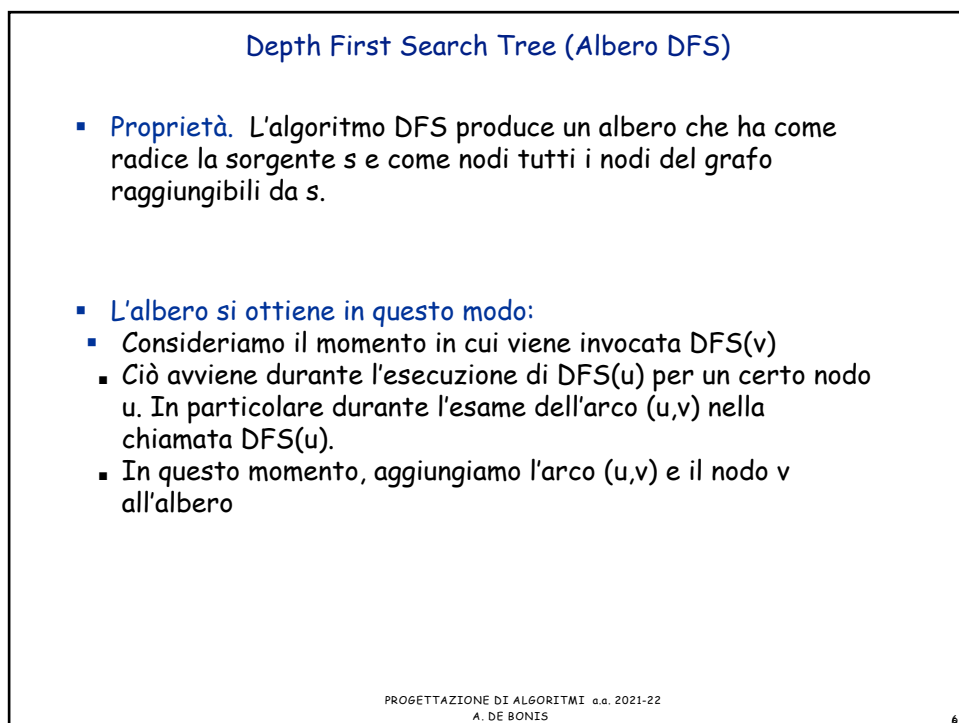 Depth First Search Tree (Albero DFS)
▪ Proprietà. L'algoritmo DFS produce un albero che ha come
radice la sorgente s e come nodi tutti i nodi del grafo
raggiungibili da s.
▪ L'albero si ottiene in questo modo:
▪ Consideriamo il momento in cui viene invocata DFS(v)
▪ Ciò avviene durante l'esecuzione di DFS(u) per un certo nodo
u. In particolare durante l'esame dell'arco (u,v) nella
chiamata DFS(u).
▪ In questo momento, aggiungiamo l'arco (u,v) e il nodo v
all'albero
PROGETTAZIONE DI ALGORITMI a.a. 2021-22
A. DE BONIS
6